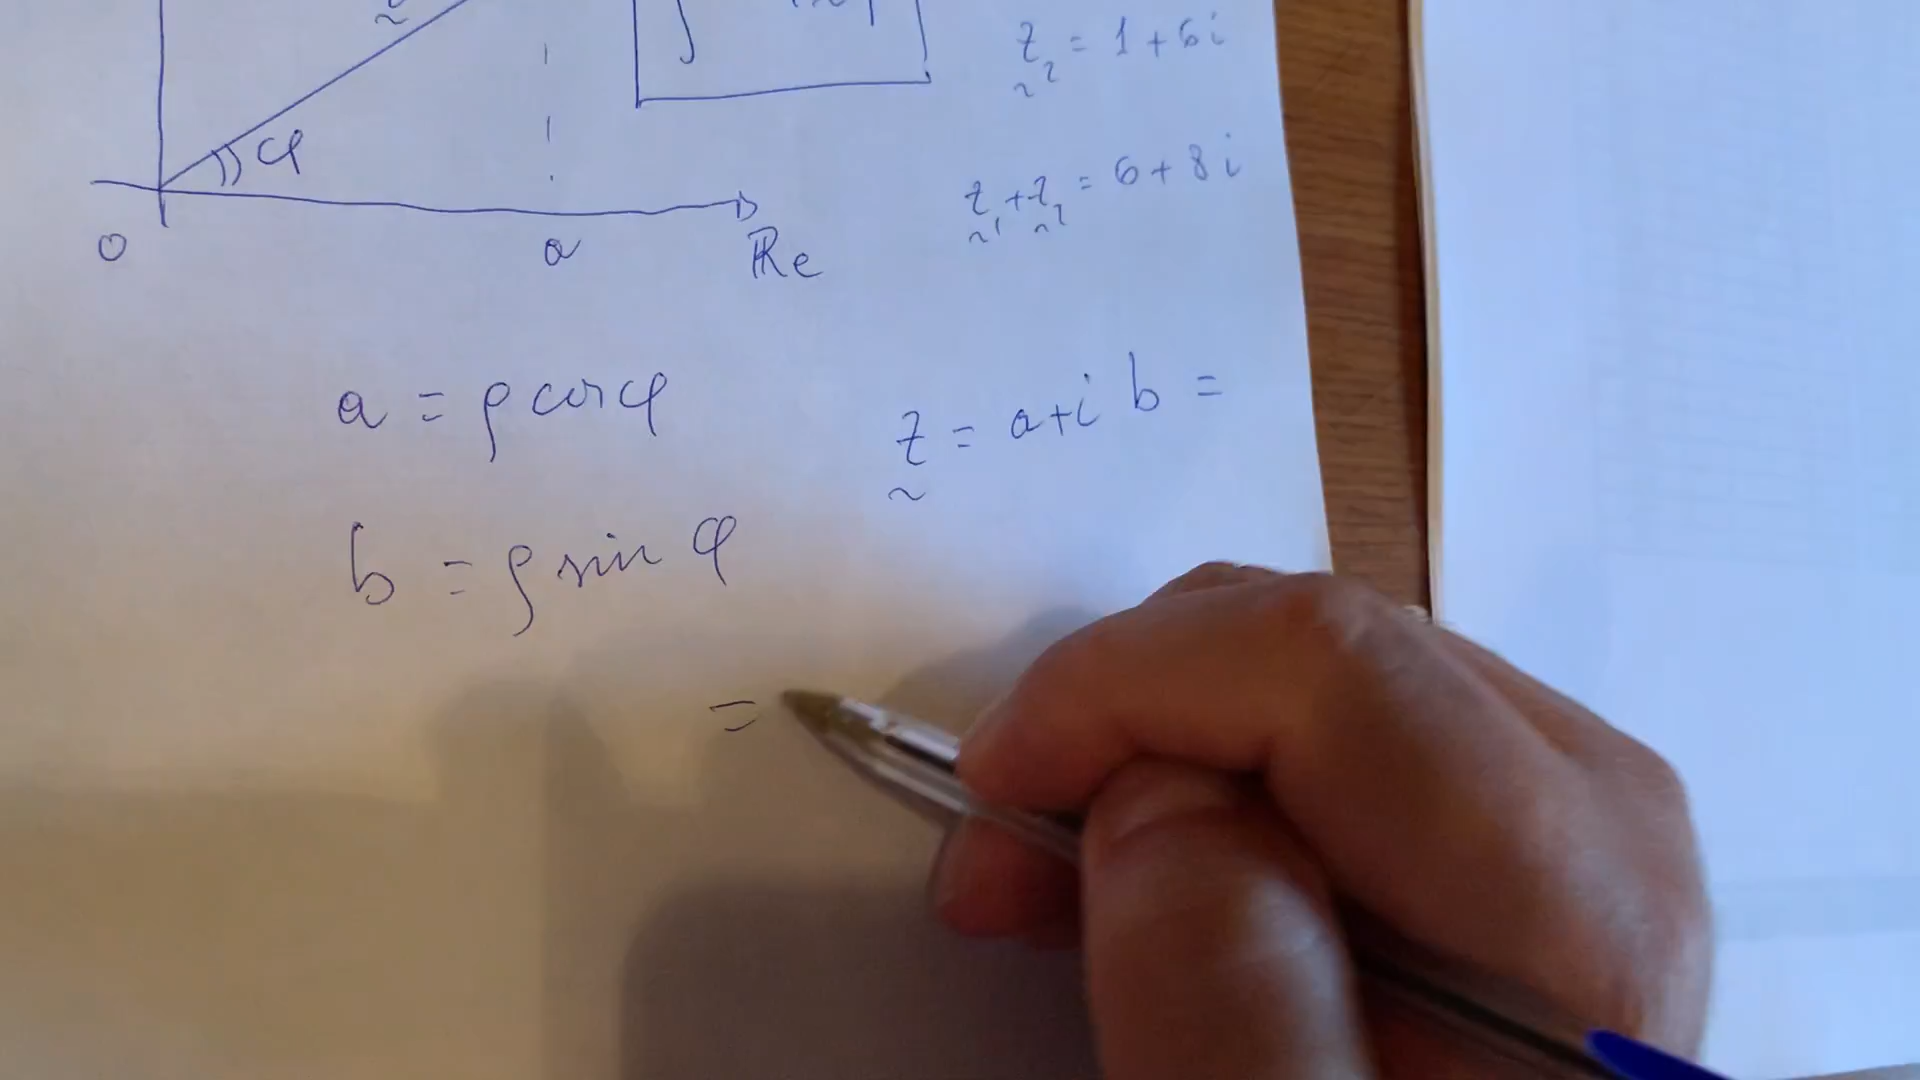 z₂ = 1 + 6i
φ
z₁ + z₂ = 6 + 8i
0
a
Re
a = ρ cos φ
z = a + i b =
b = ρ sin φ
=